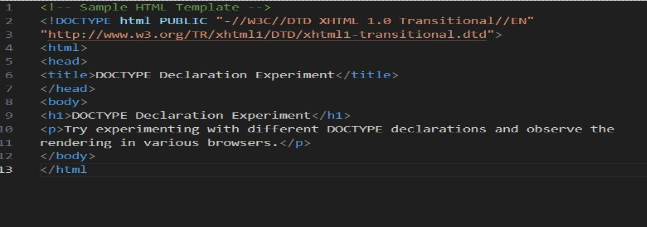 1 <!-- Sample HTML Template -->
2 <!DOCTYPE html PUBLIC "-//W3C//DTD XHTML 1.0 Transitional//EN"
3 "http://www.w3.org/TR/xhtml1/DTD/xhtml1-transitional.dtd">
4 <html>
5 <head>
6 <title>DOCTYPE Declaration Experiment</title>
7 </head>
8 <body>
9 <h1>DOCTYPE Declaration Experiment</h1>
10 <p>Try experimenting with different DOCTYPE declarations and observe the
11 rendering in various browsers.</p>
12 </body>
13 </html